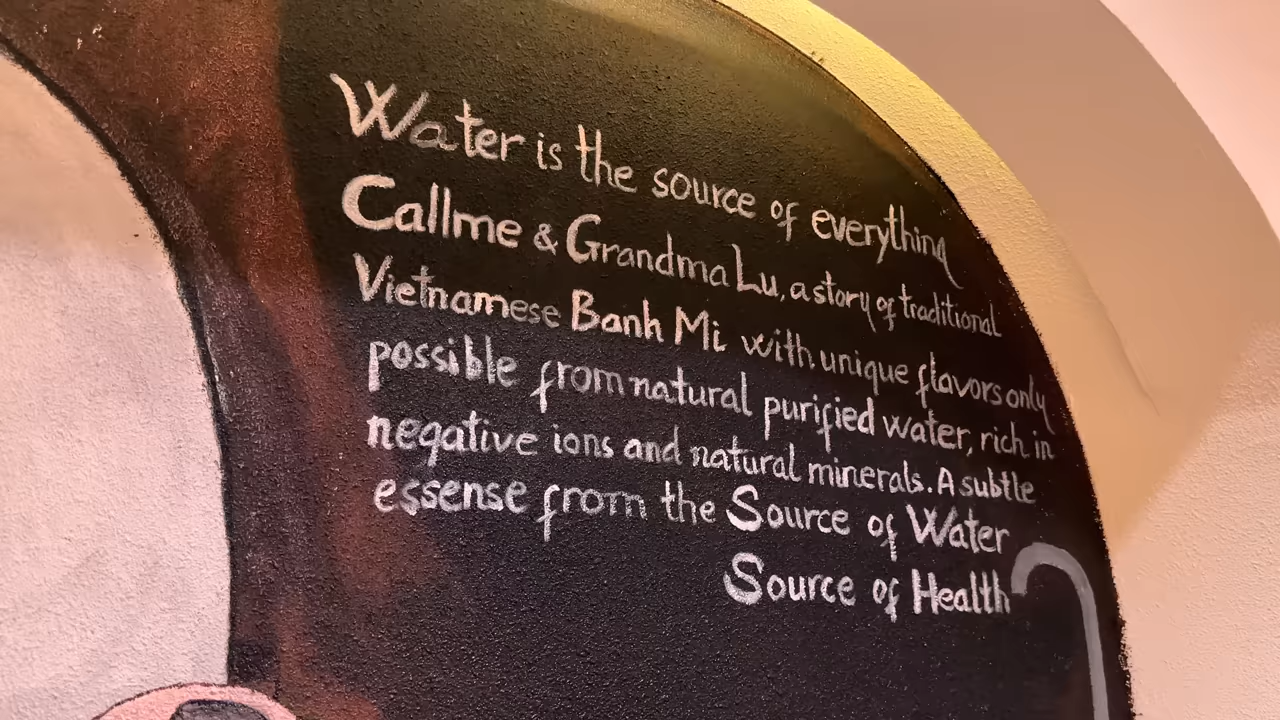 Water is the source of everything
Callme & Grandma Lu, a story of traditional
Vietnamese Banh Mi with unique flavors only
possible from natural purified water, rich in
negative ions and natural minerals. A subtle
essense from the Source of Water
Source of Health